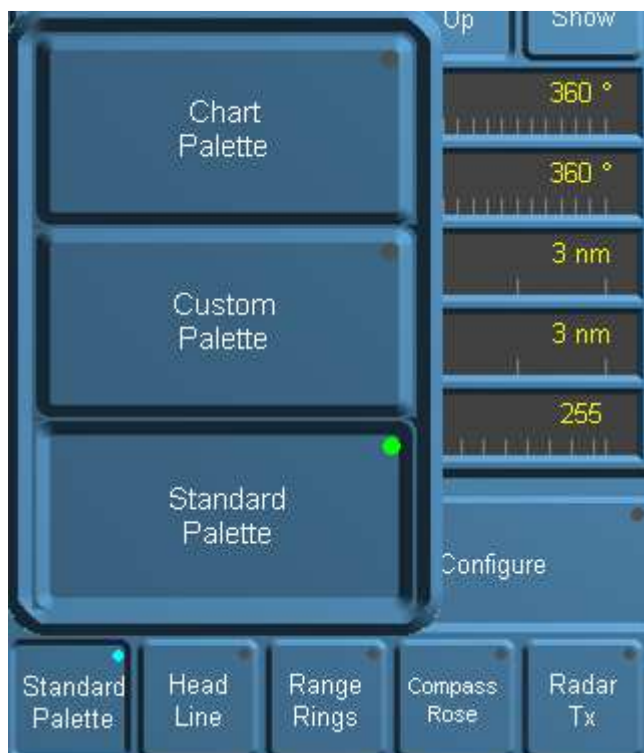 Up
Show
Chart
Palette
360 °
360 °
Custom
Palette
3 nm
3 nm
255
Standard
Palette
Configure
Standard
Palette
Head
Line
Range
Rings
Compass
Rose
Radar
Tx